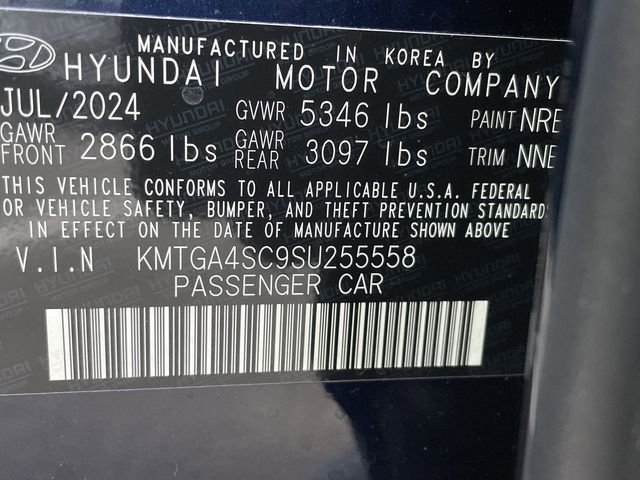 MANUFACTURED IN KOREA BY
HYUNDAI MOTOR COMPANY
JUL/2024 GVWR 5346 lbs PAINT NRE
GAWR FRONT 2866 lbs GAWR REAR 3097 lbs TRIM NNE
THIS VEHICLE CONFORMS TO ALL APPLICABLE U.S.A. FEDERAL
OR VEHICLE SAFETY, BUMPER, AND THEFT PREVENTION STANDARD
IN EFFECT ON THE DATE OF MANUFACTURE SHOWN ABOVE
V.I.N KMTGA4SC9SU255558
PASSENGER CAR